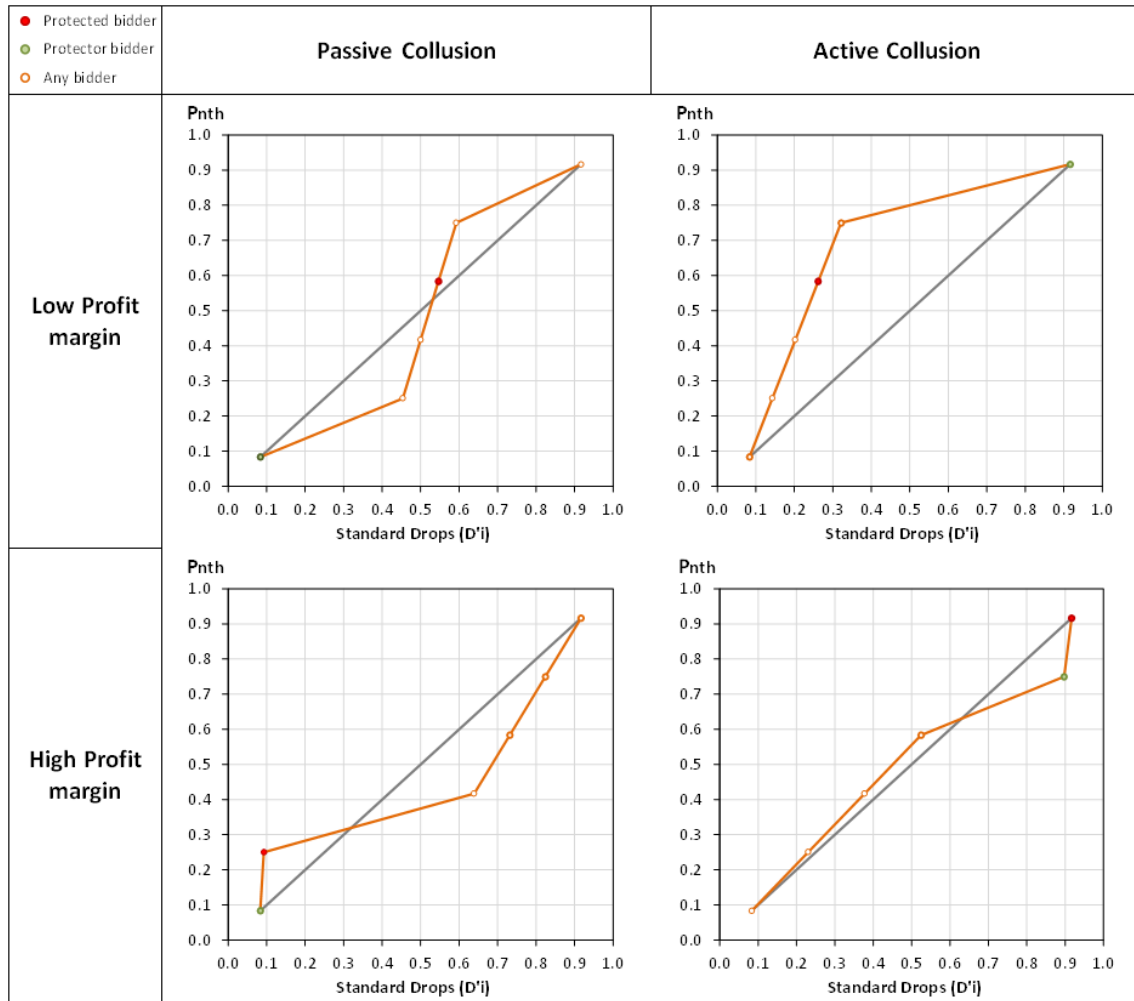 Protected bidder
Protector bidder
Any bidder
Passive Collusion
Active Collusion
Low Profit
margin
Pnth
1.0
0.9
0.8
0.7
0.6
0.5
0.4
0.3
0.2
0.1
0.0
0.0 0.1 0.2 0.3 0.4 0.5 0.6 0.7 0.8 0.9 1.0
Standard Drops (D'i)
Pnth
1.0
0.9
0.8
0.7
0.6
0.5
0.4
0.3
0.2
0.1
0.0
0.0 0.1 0.2 0.3 0.4 0.5 0.6 0.7 0.8 0.9 1.0
Standard Drops (D'i)
High Profit
margin
Pnth
1.0
0.9
0.8
0.7
0.6
0.5
0.4
0.3
0.2
0.1
0.0
0.0 0.1 0.2 0.3 0.4 0.5 0.6 0.7 0.8 0.9 1.0
Standard Drops (D'i)
Pnth
1.0
0.9
0.8
0.7
0.6
0.5
0.4
0.3
0.2
0.1
0.0
0.0 0.1 0.2 0.3 0.4 0.5 0.6 0.7 0.8 0.9 1.0
Standard Drops (D'i)